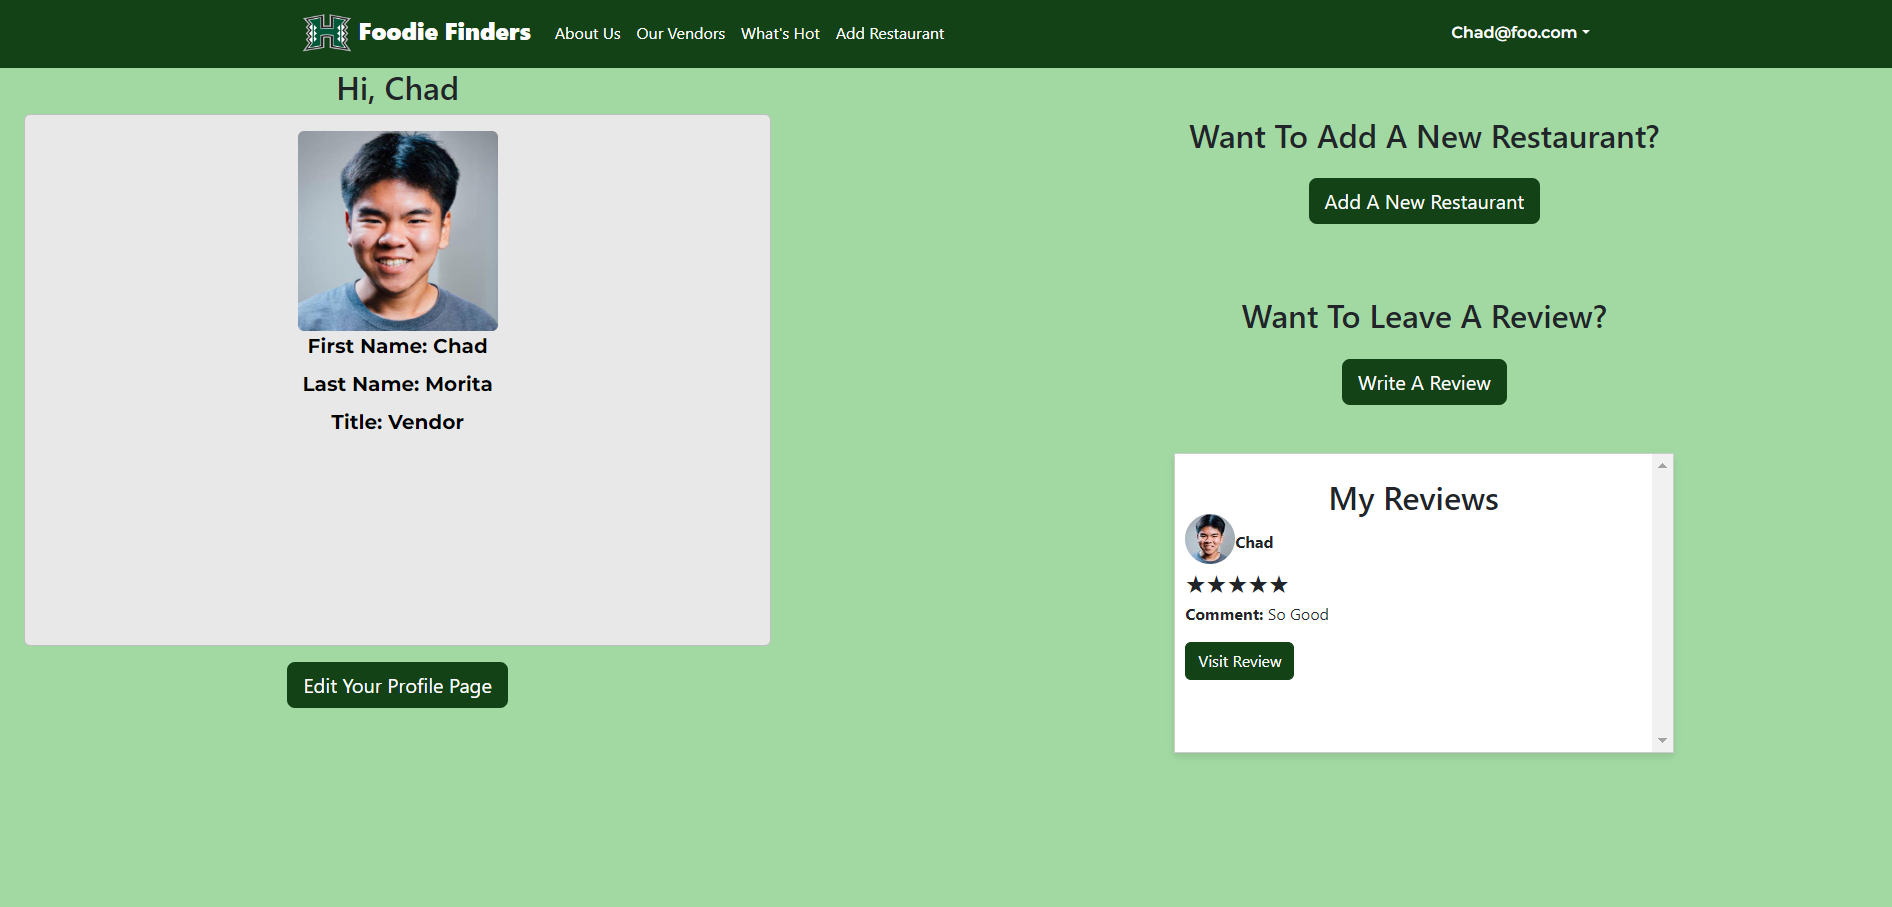 Foodie Finders About Us Our Vendors What's Hot Add Restaurant Chad@foo.com
Hi, Chad
First Name: Chad
Last Name: Morita
Title: Vendor
Edit Your Profile Page
Want To Add A New Restaurant?
Add A New Restaurant
Want To Leave A Review?
Write A Review
My Reviews
Chad
★★★★★
Comment: So Good
Visit Review